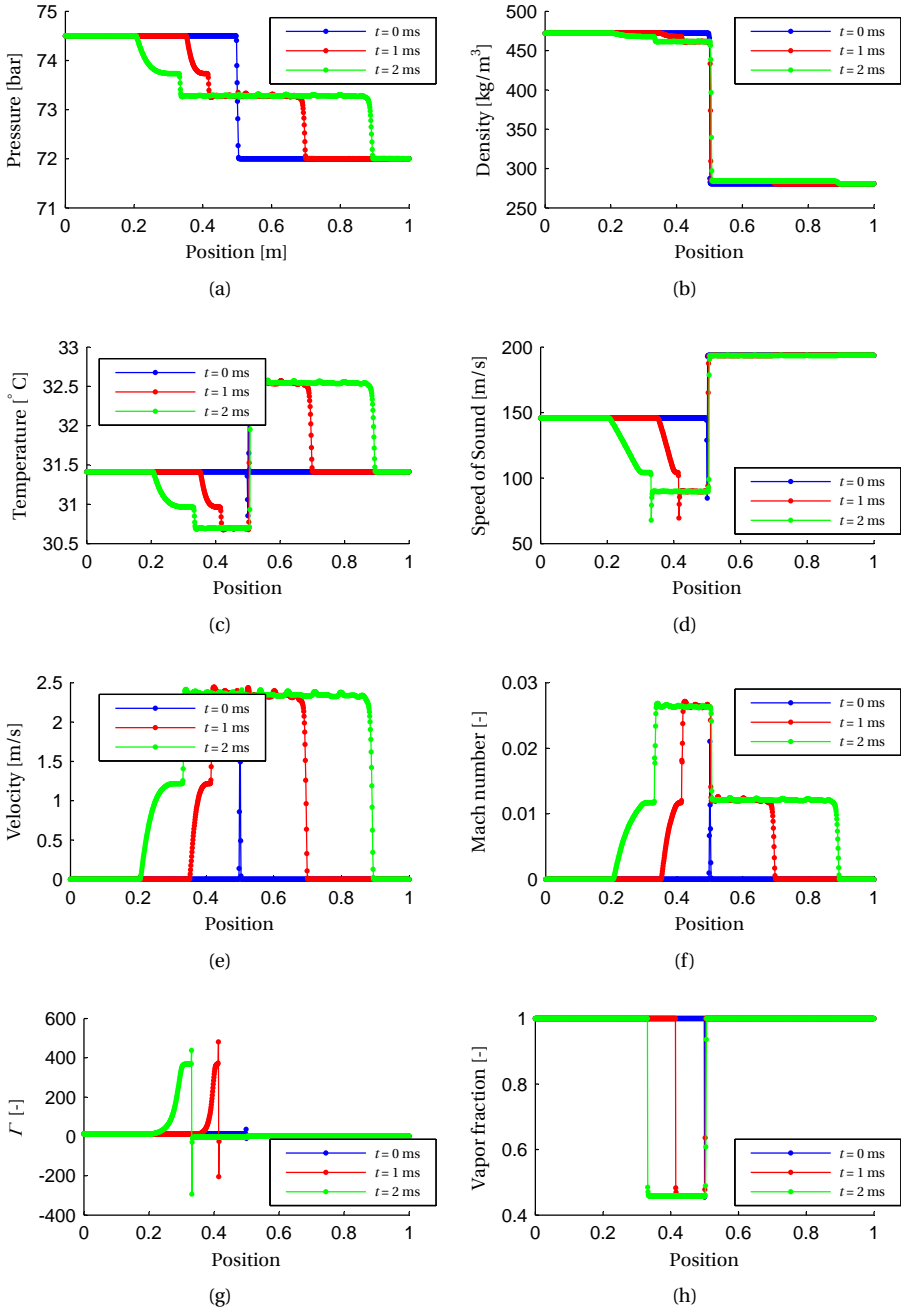 75
74
73
72
71
0 0.2 0.4 0.6 0.8 1
Pressure [bar]
Position [m]
t = 0 ms
t = 1 ms
t = 2 ms
(a)
500
450
400
350
300
250
0 0.2 0.4 0.6 0.8 1
Density [kg/m³]
Position
t = 0 ms
t = 1 ms
t = 2 ms
(b)
33
32.5
32
31.5
31
30.5
0 0.2 0.4 0.6 0.8 1
Temperature [°C]
Position
t = 0 ms
t = 1 ms
t = 2 ms
(c)
200
150
100
50
0 0.2 0.4 0.6 0.8 1
Speed of Sound [m/s]
Position
t = 0 ms
t = 1 ms
t = 2 ms
(d)
2.5
2
1.5
1
0.5
0
0 0.2 0.4 0.6 0.8 1
Velocity [m/s]
Position
t = 0 ms
t = 1 ms
t = 2 ms
(e)
0.03
0.02
0.01
0
0 0.2 0.4 0.6 0.8 1
Mach number [-]
Position
t = 0 ms
t = 1 ms
t = 2 ms
(f)
600
400
200
0
-200
-400
0 0.2 0.4 0.6 0.8 1
Γ [-]
Position
t = 0 ms
t = 1 ms
t = 2 ms
(g)
1
0.8
0.6
0.4
0 0.2 0.4 0.6 0.8 1
Vapor fraction [-]
Position
t = 0 ms
t = 1 ms
t = 2 ms
(h)